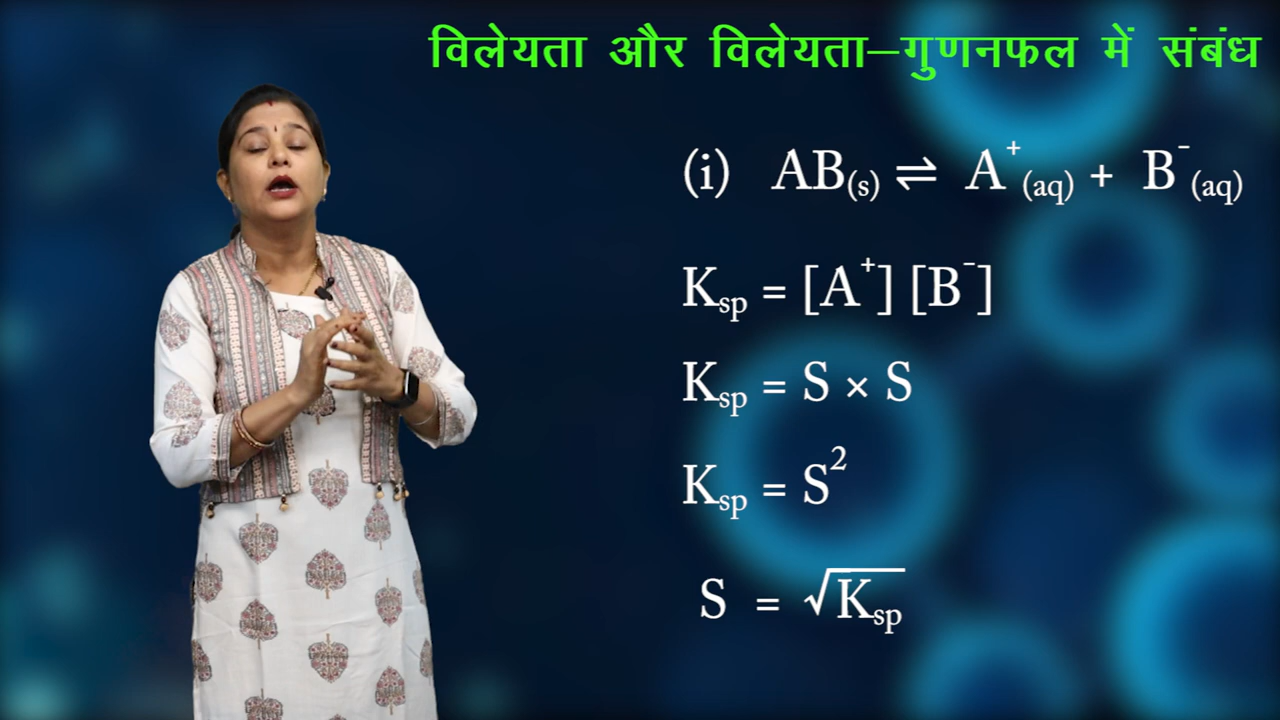 विलेयता और विलेयता–गुणनफल में संबंध
(i) AB(s) ⇌ A⁺(aq) + B⁻(aq)
Ksp = [A⁺] [B⁻]
Ksp = S × S
Ksp = S²
S = √Ksp